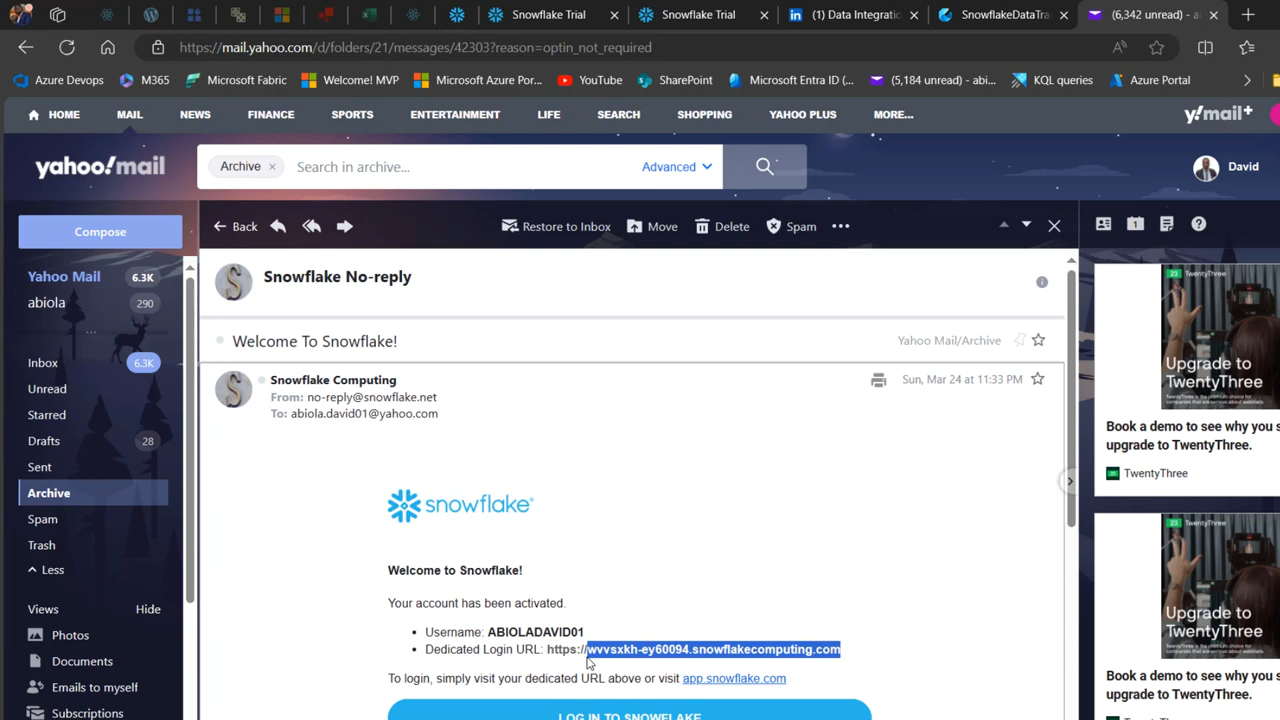 Snowflake Trial
Snowflake Trial
(1) Data Integratic
SnowflakeDataTra
(6,342 unread) - a
https://mail.yahoo.com/d/folders/21/messages/42303?reason=optin_not_required
Azure Devops
M365
Microsoft Fabric
Welcome! MVP
Microsoft Azure Por...
YouTube
SharePoint
Microsoft Entra ID (...
(5,184 unread) - abi...
KQL queries
Azure Portal
HOME
MAIL
NEWS
FINANCE
SPORTS
ENTERTAINMENT
LIFE
SEARCH
SHOPPING
YAHOO PLUS
MORE...
y!mail+
yahoo!mail
Archive
Search in archive...
Advanced
David
Compose
Back
Restore to Inbox
Move
Delete
Spam
Yahoo Mail 6.3K
abiola 290
Inbox 6.3K
Unread
Starred
Drafts 28
Sent
Archive
Spam
Trash
Less
Views Hide
Photos
Documents
Emails to myself
Subscriptions
Snowflake No-reply
Welcome To Snowflake!
Yahoo Mail/Archive
Snowflake Computing
Sun, Mar 24 at 11:33 PM
From: no-reply@snowflake.net
To: abiola.david01@yahoo.com
snowflake
Welcome to Snowflake!
Your account has been activated.
• Username: ABIOLADAVID01
• Dedicated Login URL: https://wvvsxkh-ey60094.snowflakecomputing.com
To login, simply visit your dedicated URL above or visit app.snowflake.com
LOG IN TO SNOWFLAKE
TwentyThree
Upgrade to
TwentyThree
Book a demo to see why you s
upgrade to TwentyThree.
TwentyThree
TwentyThree
Upgrade to
TwentyThree
Book a demo to see why you s
upgrade to TwentyThree.